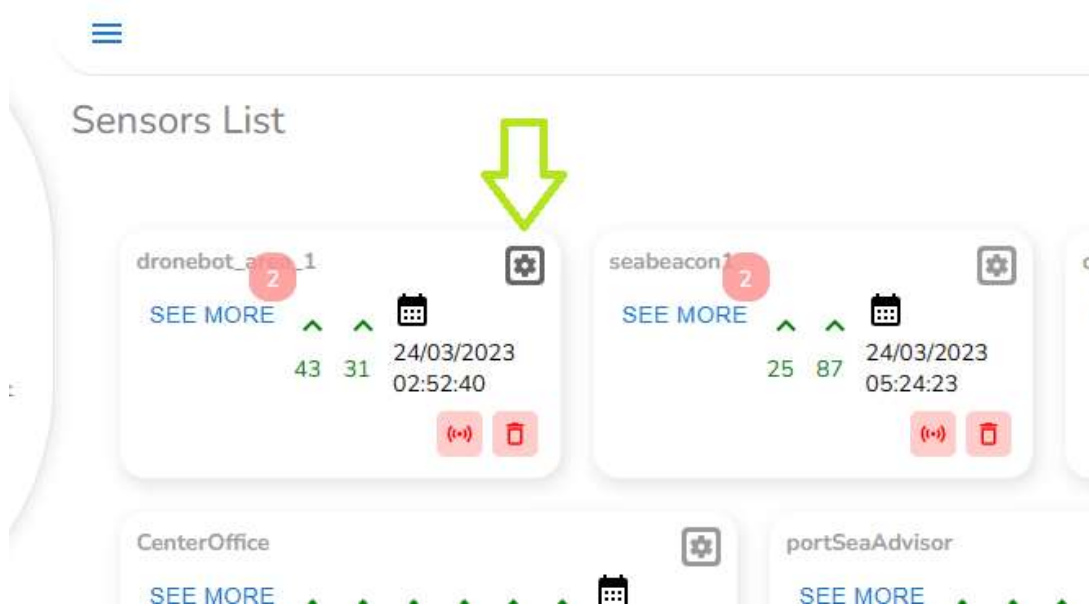 Sensors List
dronebot_area_1
2
SEE MORE
43 31
24/03/2023
02:52:40
seabeacon1
2
SEE MORE
25 87
24/03/2023
05:24:23
CenterOffice
SEE MORE
portSeaAdvisor
SEE MORE